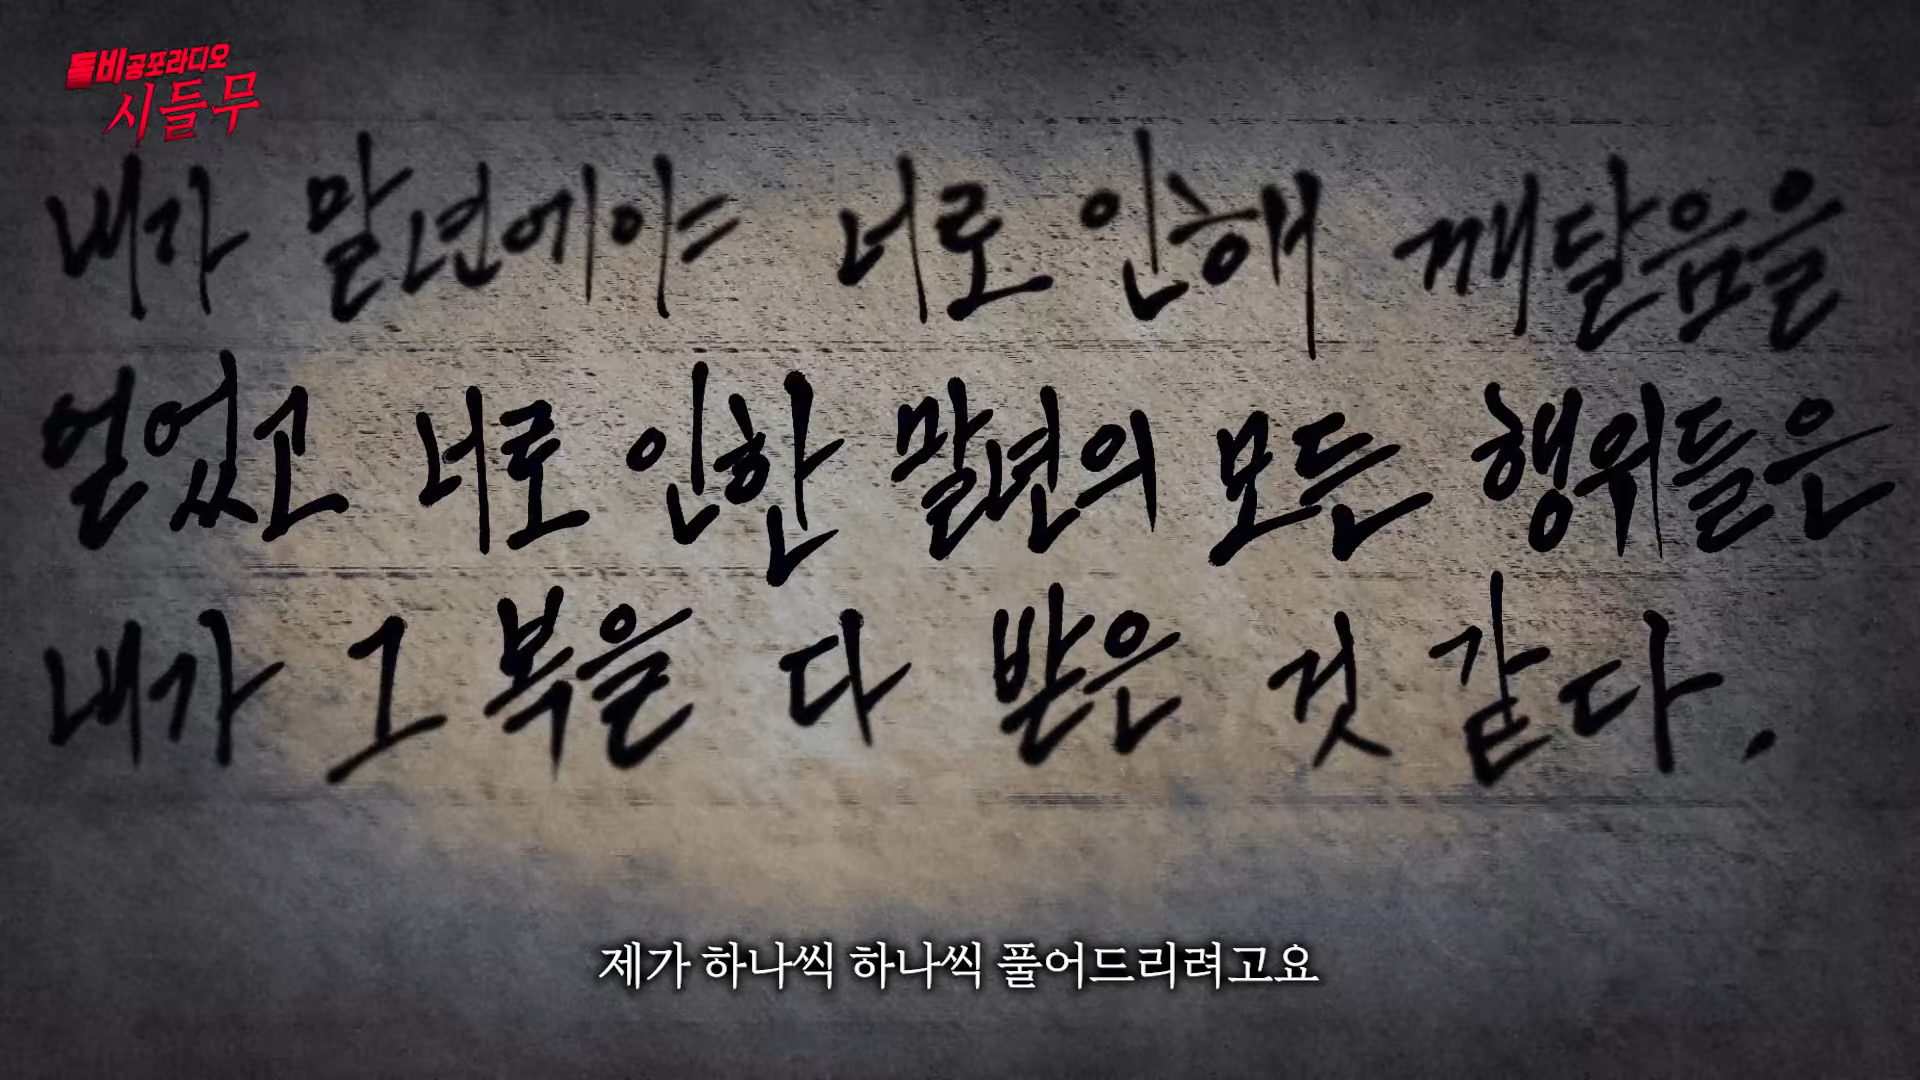 돌비공포라디오
시들무
내가 말년에야 너로 인해 깨달음을
얻었고 너로 인한 말년의 모든 행위들은
내가 그 복을 다 받은 것 같다.
제가 하나씩 하나씩 풀어드리려고요